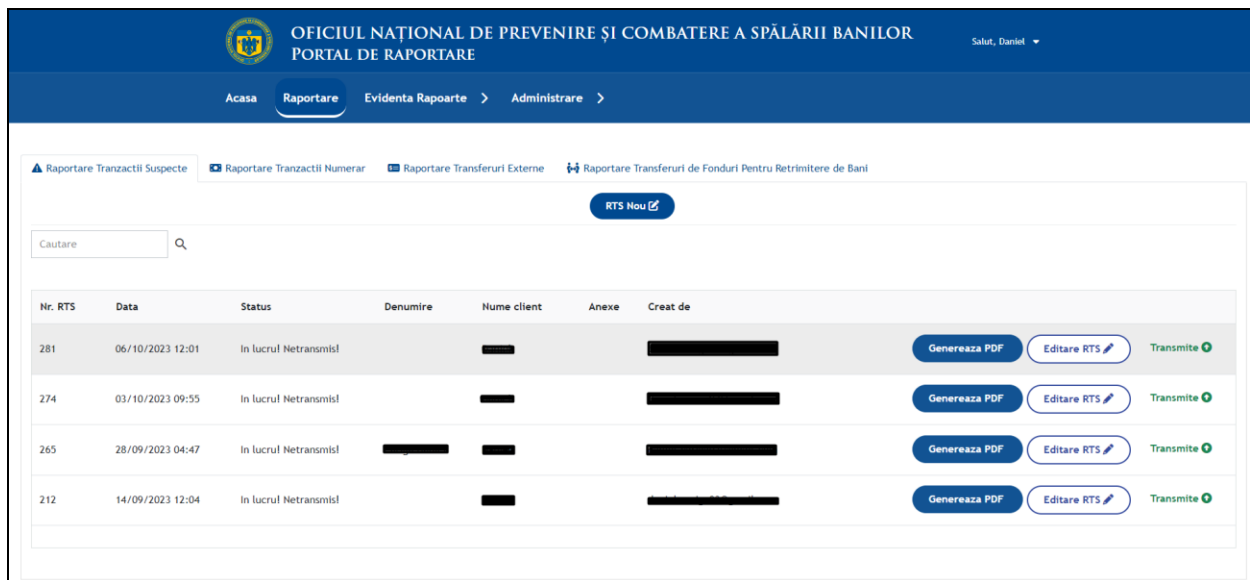 OFICIUL NAȚIONAL DE PREVENIRE ȘI COMBATERE A SPĂLĂRII BANILOR
PORTAL DE RAPORTARE
Salut, Daniel
Acasa Raportare Evidenta Rapoarte Administrare
Raportare Tranzactii Suspecte Raportare Tranzactii Numerar Raportare Transferuri Externe Raportare Transferuri de Fonduri Pentru Retrimitere de Bani
RTS Nou
Cautare
Nr. RTS Data Status Denumire Nume client Anexe Creat de
281 06/10/2023 12:01 In lucru! Netransmis! Genereaza PDF Editare RTS Transmite
274 03/10/2023 09:55 In lucru! Netransmis! Genereaza PDF Editare RTS Transmite
265 28/09/2023 04:47 In lucru! Netransmis! Genereaza PDF Editare RTS Transmite
212 14/09/2023 12:04 In lucru! Netransmis! Genereaza PDF Editare RTS Transmite